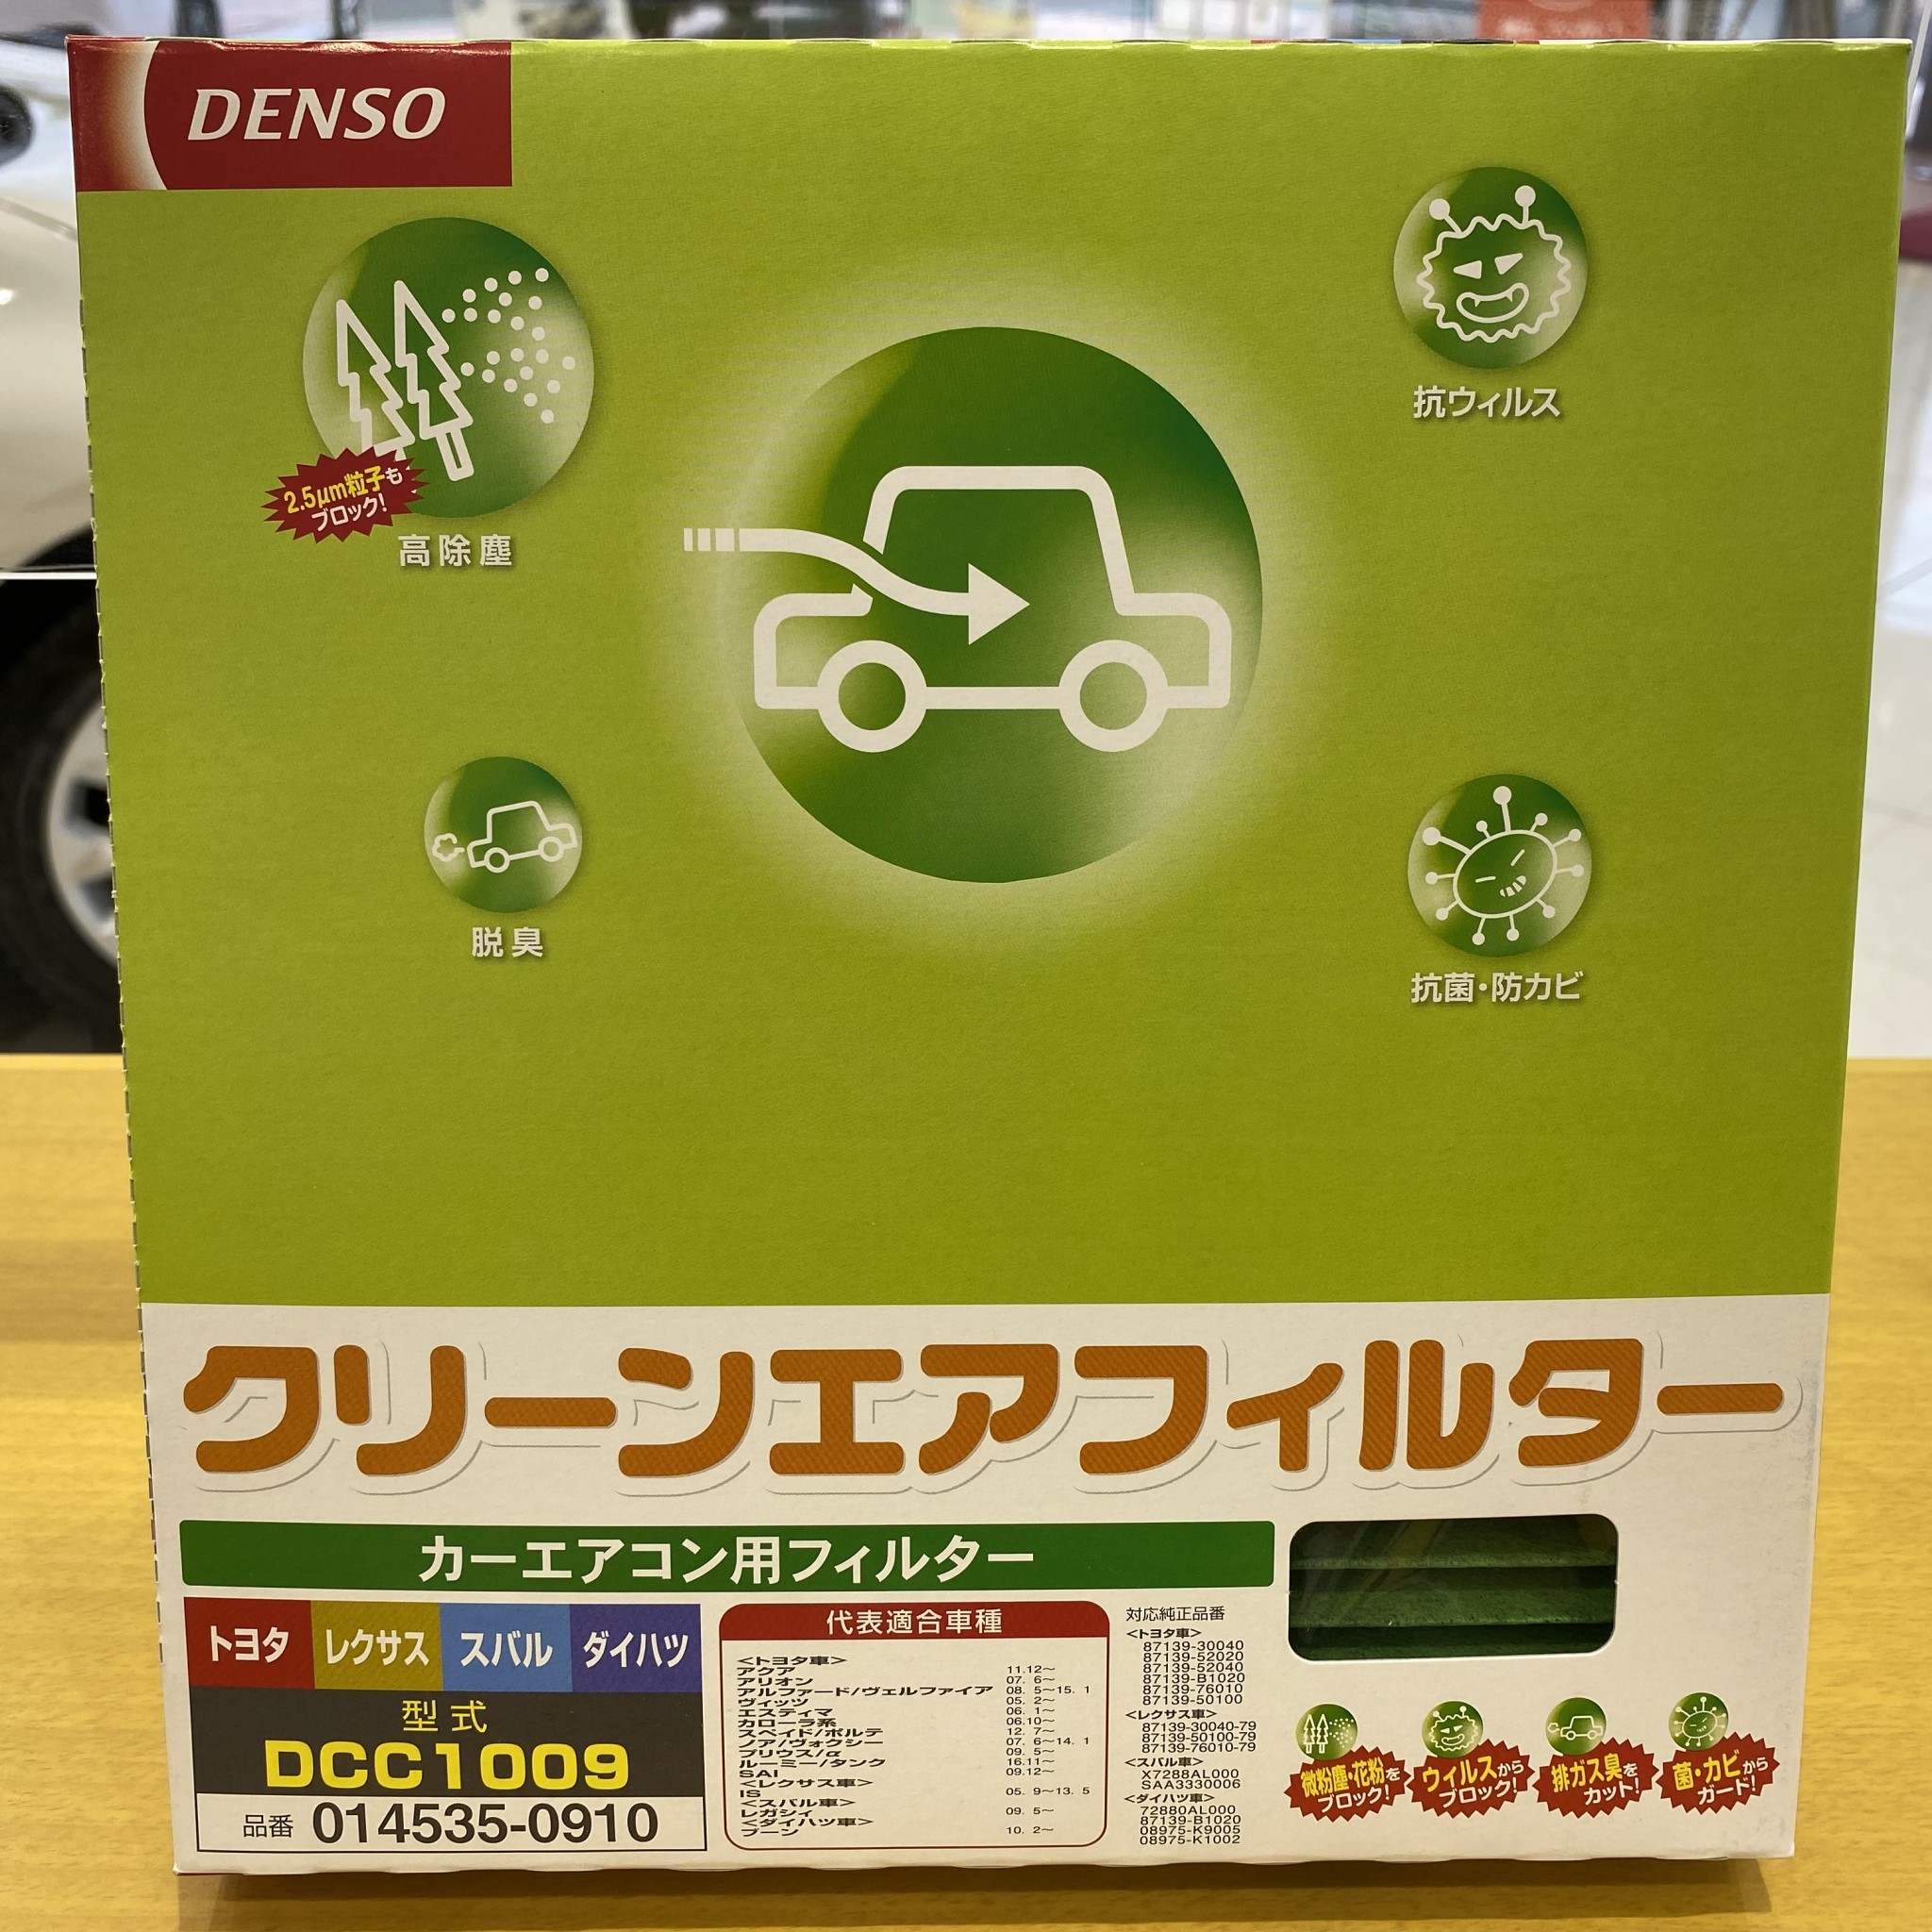 DENSO
2.5μm粒子も
ブロック!
高除塵
抗ウィルス
脱臭
抗菌・防カビ
クリーンエアフィルター
カーエアコン用フィルター
トヨタ レクサス スバル ダイハツ
型式
DCC1009
品番 014535-0910
代表適合車種
<トヨタ車>
アクア 11.12~
アリオン 07. 6~
アルファード/ヴェルファイア 08. 5~15. 1
ヴィッツ 05. 2~
エスティマ 06. 1~
カローラ系 06.10~
スペイド/ポルテ 12. 7~
ノア/ヴォクシー 07. 6~14. 1
プリウス/α 09. 5~
ルーミー/タンク 16.11~
SAI 09.12~
<レクサス車>
IS 05. 9~13. 5
<スバル車>
レガシィ 09. 5~
<ダイハツ車>
ブーン 10. 2~
対応純正品番
<トヨタ車>
87139-30040
87139-52020
87139-52040
87139-B1020
87139-76010
87139-50100
<レクサス車>
87139-30040-79
87139-50100-79
87139-76010-79
<スバル車>
X7288AL000
SAA3330006
<ダイハツ車>
72880AL000
87139-B1020
08975-K9005
08975-K1002
微粉塵・花粉を
ブロック!
ウィルスから
ブロック!
排ガス臭を
カット!
菌・カビから
ガード!